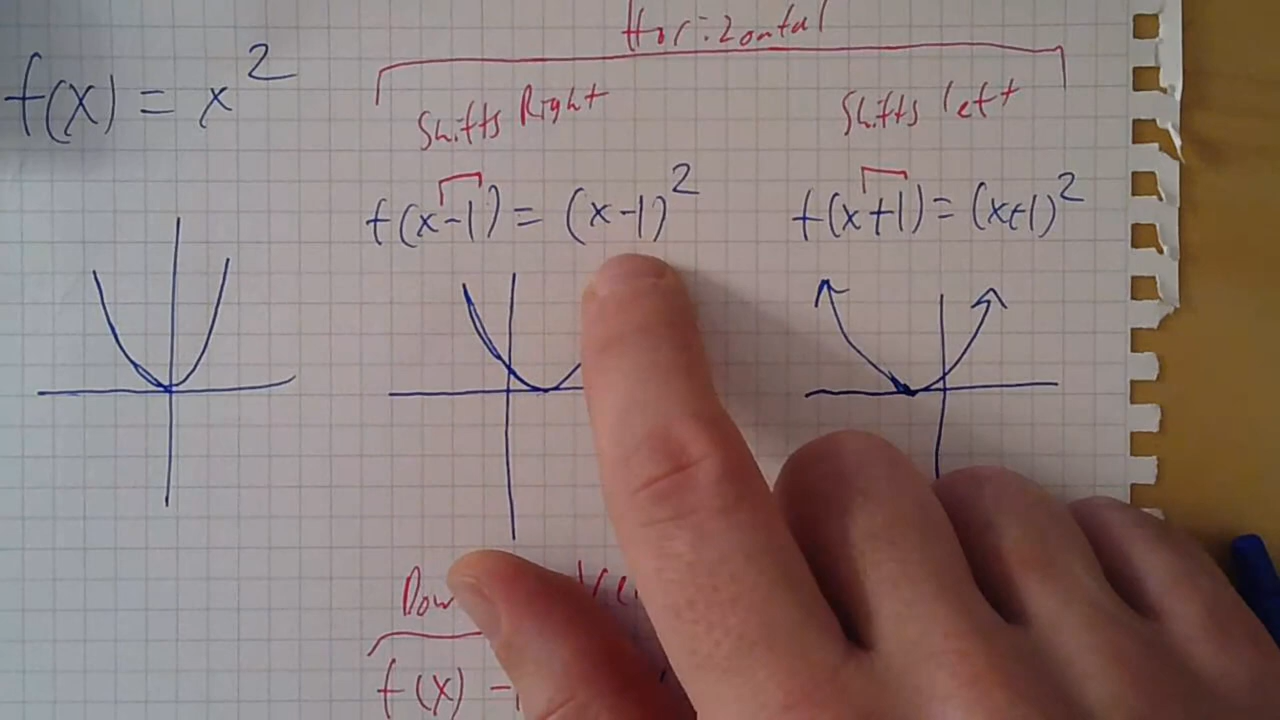 Horizontal
f(x) = x²
Shifts Right
Shifts left
f(x-1) = (x-1)²
f(x+1) = (x+1)²
f(x) -